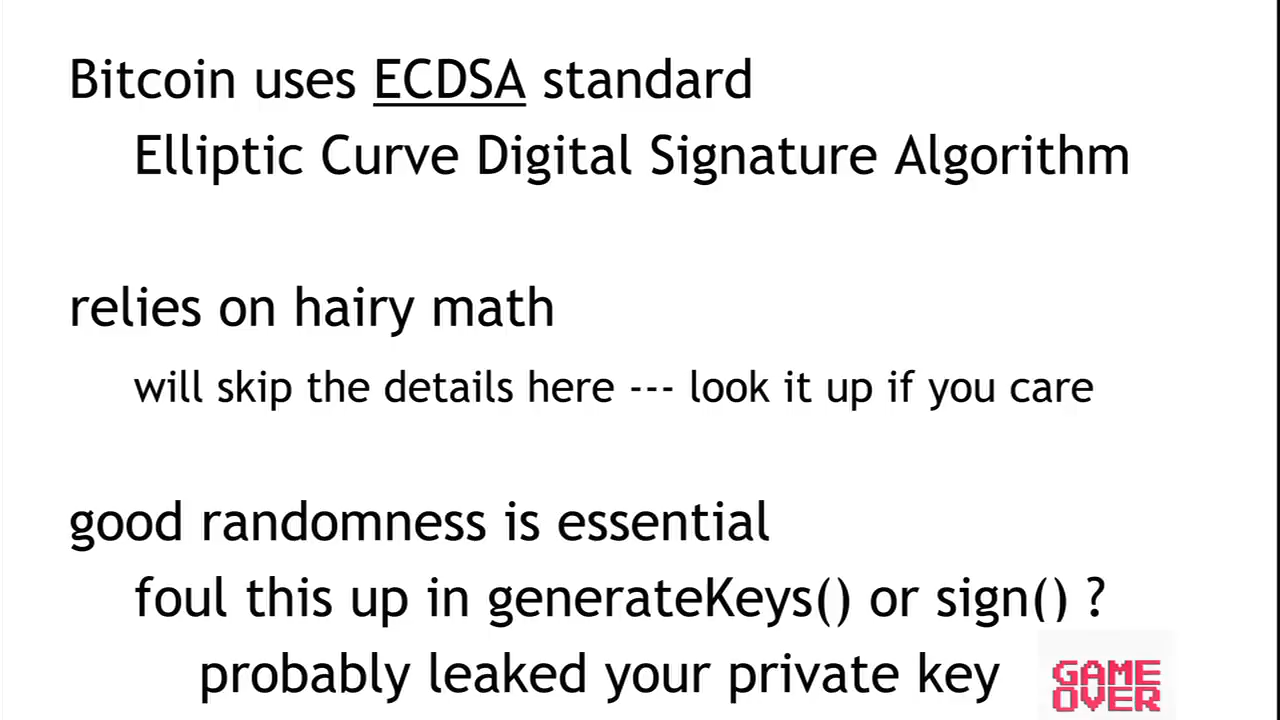 Bitcoin uses ECDSA standard
Elliptic Curve Digital Signature Algorithm
relies on hairy math
will skip the details here --- look it up if you care
good randomness is essential
foul this up in generateKeys() or sign() ?
probably leaked your private key
GAME
OVER